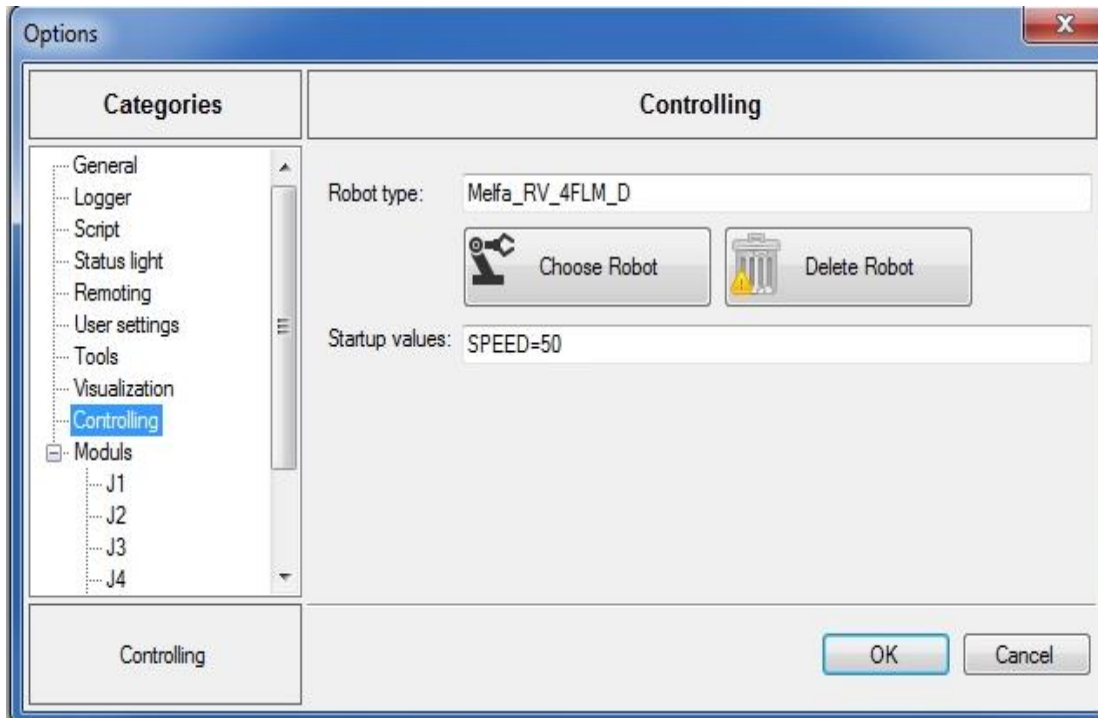 Options
Categories
Controlling
General
Logger
Script
Status light
Remoting
User settings
Tools
Visualization
Controlling
Moduls
J1
J2
J3
J4
Controlling
Robot type: Melfa_RV_4FLM_D
Choose Robot Delete Robot
Startup values: SPEED=50
OK Cancel